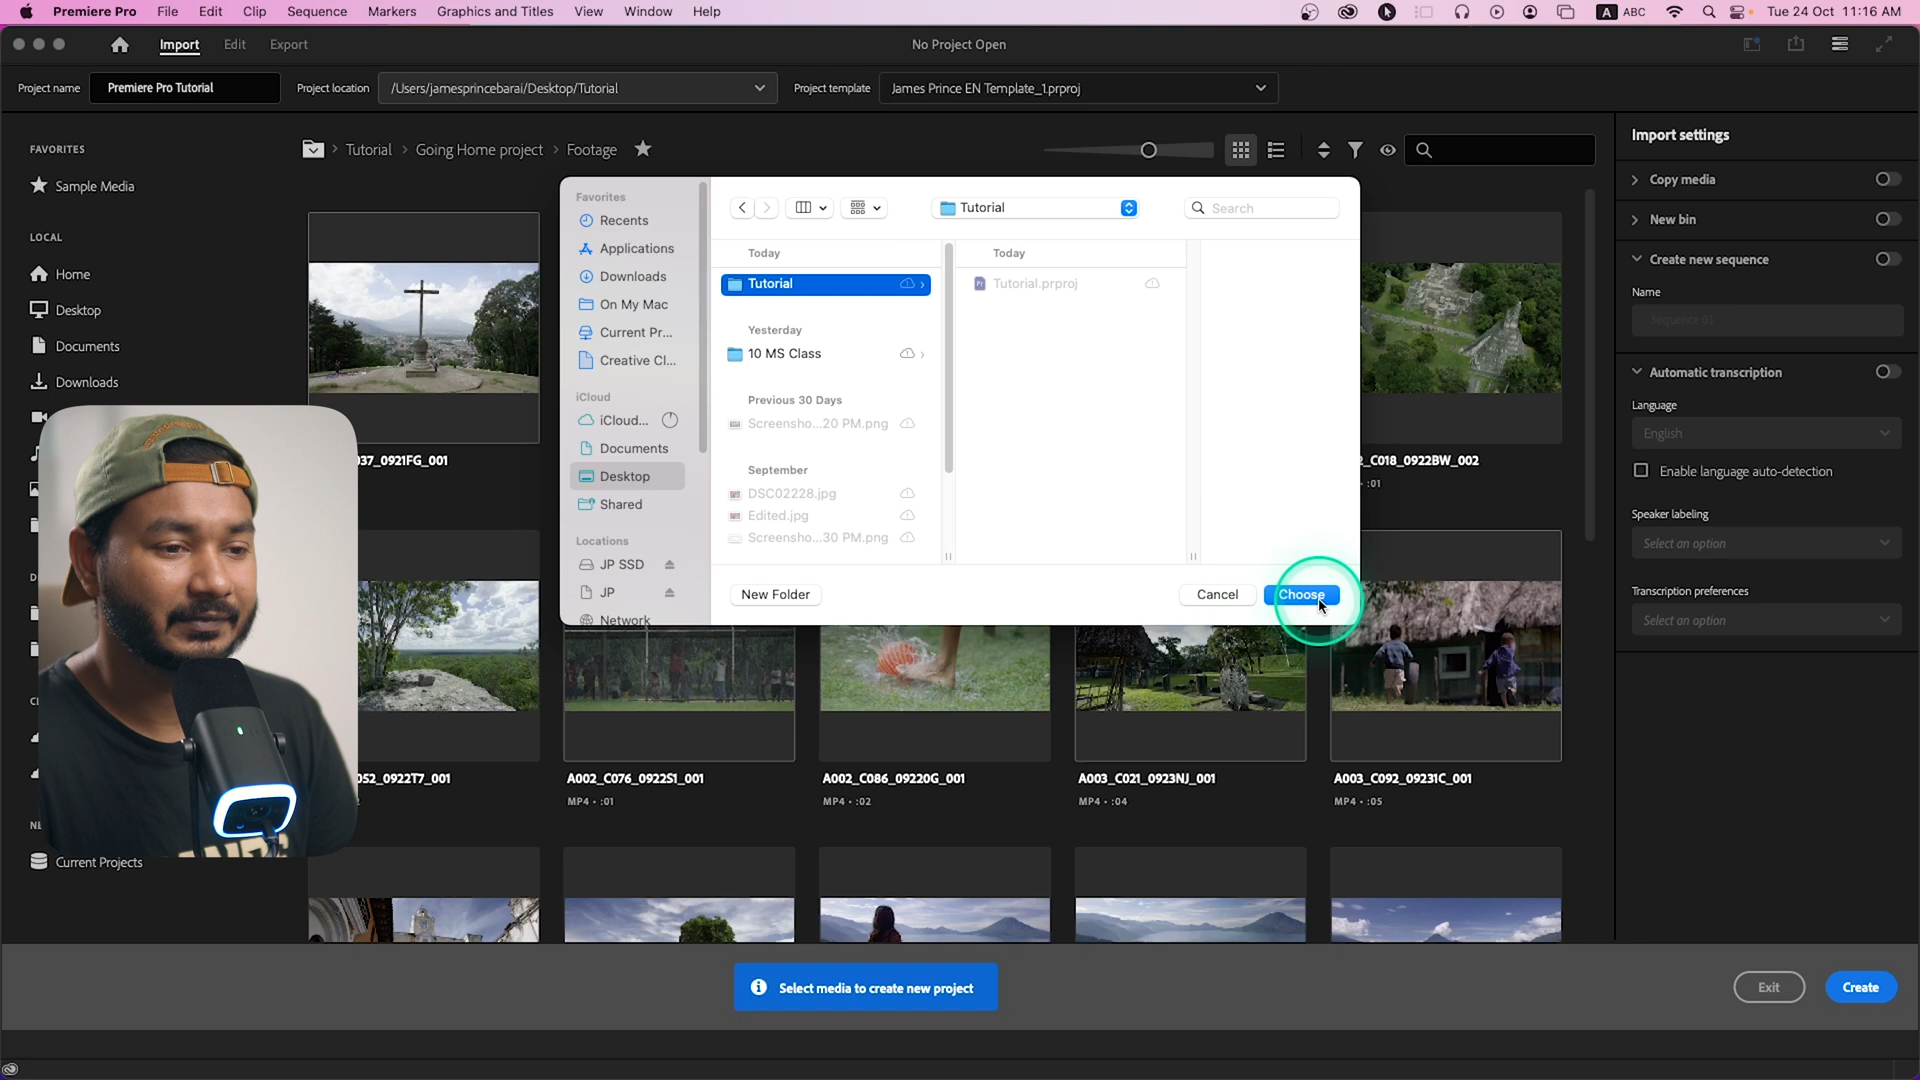 Premiere Pro File Edit Clip Sequence Markers Graphics and Titles View Window Help
A ABC Tue 24 Oct 11:16 AM
Import Edit Export
No Project Open
Project name Premiere Pro Tutorial Project location /Users/jamesprincebarai/Desktop/Tutorial Project template James Prince EN Template_1.prproj
FAVORITES
Sample Media
LOCAL
Home
Desktop
Documents
Downloads
Current Projects
Tutorial > Going Home project > Footage
Favorites
Recents
Applications
Downloads
On My Mac
Current Pr...
Creative Cl...
iCloud
iCloud...
Documents
Desktop
Shared
Locations
JP SSD
JP
Network
Tutorial
Search
Today
Tutorial
Yesterday
10 MS Class
Previous 30 Days
Screensho...20 PM.png
September
DSC02228.jpg
Edited.jpg
Screensho...30 PM.png
Today
Tutorial.prproj
New Folder
Cancel
Choose
37_0921FG_001
_C018_0922BW_002
:01
052_0922T7_001
A002_C076_0922S1_001
MP4 • :01
A002_C086_09220G_001
MP4 • :02
A003_C021_0923NJ_001
MP4 • :04
A003_C092_09231C_001
MP4 • :05
Import settings
Copy media
New bin
Create new sequence
Name
Sequence 01
Automatic transcription
Language
English
Enable language auto-detection
Speaker labeling
Select an option
Transcription preferences
Select an option
Select media to create new project
Exit
Create